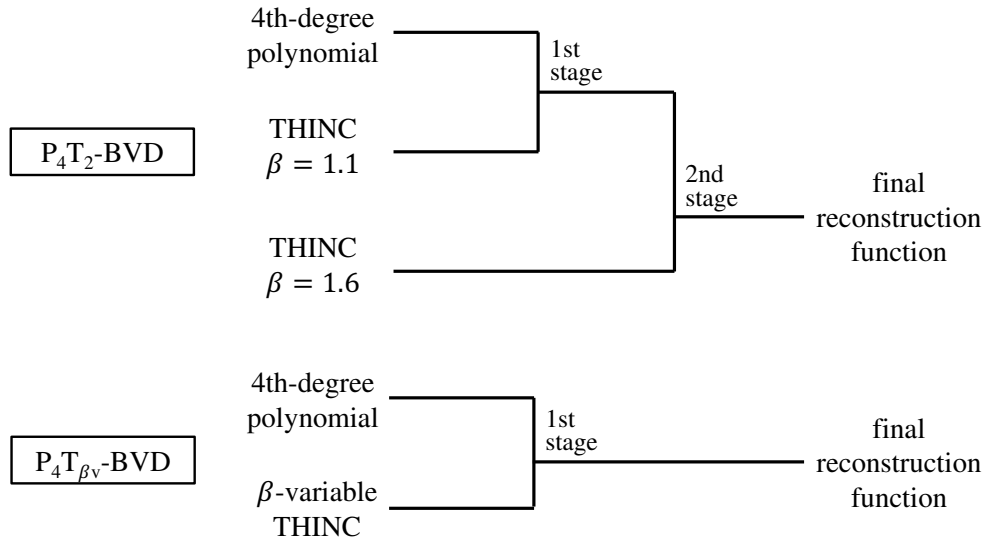 4th-degree
polynomial
1st
stage
THINC
β = 1.1
P₄T₂-BVD
2nd
stage
final
reconstruction
function
THINC
β = 1.6
4th-degree
polynomial
1st
stage
final
reconstruction
function
P₄Tᵦᵥ-BVD
β-variable
THINC